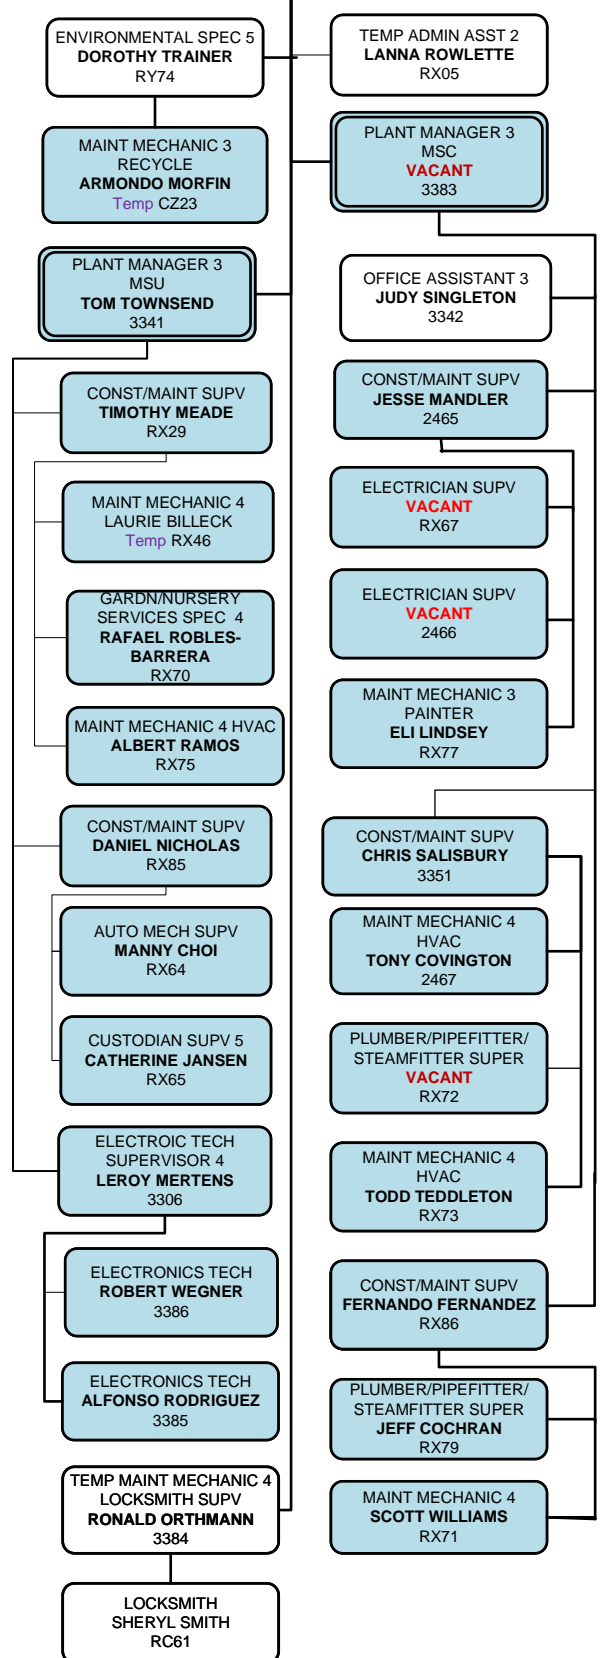 ENVIRONMENTAL SPEC 5
DOROTHY TRAINER
RY74
MAINT MECHANIC 3
RECYCLE
ARMONDO MORFIN
Temp CZ23
PLANT MANAGER 3
MSU
TOM TOWNSEND
3341
CONST/MAINT SUPV
TIMOTHY MEADE
RX29
MAINT MECHANIC 4
LAURIE BILLECK
Temp RX46
GARDN/NURSERY
SERVICES SPEC 4
RAFAEL ROBLES-
BARRERA
RX70
MAINT MECHANIC 4 HVAC
ALBERT RAMOS
RX75
CONST/MAINT SUPV
DANIEL NICHOLAS
RX85
AUTO MECH SUPV
MANNY CHOI
RX64
CUSTODIAN SUPV 5
CATHERINE JANSEN
RX65
ELECTROIC TECH
SUPERVISOR 4
LEROY MERTENS
3306
ELECTRONICS TECH
ROBERT WEGNER
3386
ELECTRONICS TECH
ALFONSO RODRIGUEZ
3385
TEMP MAINT MECHANIC 4
LOCKSMITH SUPV
RONALD ORTHMANN
3384
LOCKSMITH
SHERYL SMITH
RC61
TEMP ADMIN ASST 2
LANNA ROWLETTE
RX05
PLANT MANAGER 3
MSC
VACANT
3383
OFFICE ASSISTANT 3
JUDY SINGLETON
3342
CONST/MAINT SUPV
JESSE MANDLER
2465
ELECTRICIAN SUPV
VACANT
RX67
ELECTRICIAN SUPV
VACANT
2466
MAINT MECHANIC 3
PAINTER
ELI LINDSEY
RX77
CONST/MAINT SUPV
CHRIS SALISBURY
3351
MAINT MECHANIC 4
HVAC
TONY COVINGTON
2467
PLUMBER/PIPEFITTER/
STEAMFITTER SUPER
VACANT
RX72
MAINT MECHANIC 4
HVAC
TODD TEDDLETON
RX73
CONST/MAINT SUPV
FERNANDO FERNANDEZ
RX86
PLUMBER/PIPEFITTER/
STEAMFITTER SUPER
JEFF COCHRAN
RX79
MAINT MECHANIC 4
SCOTT WILLIAMS
RX71